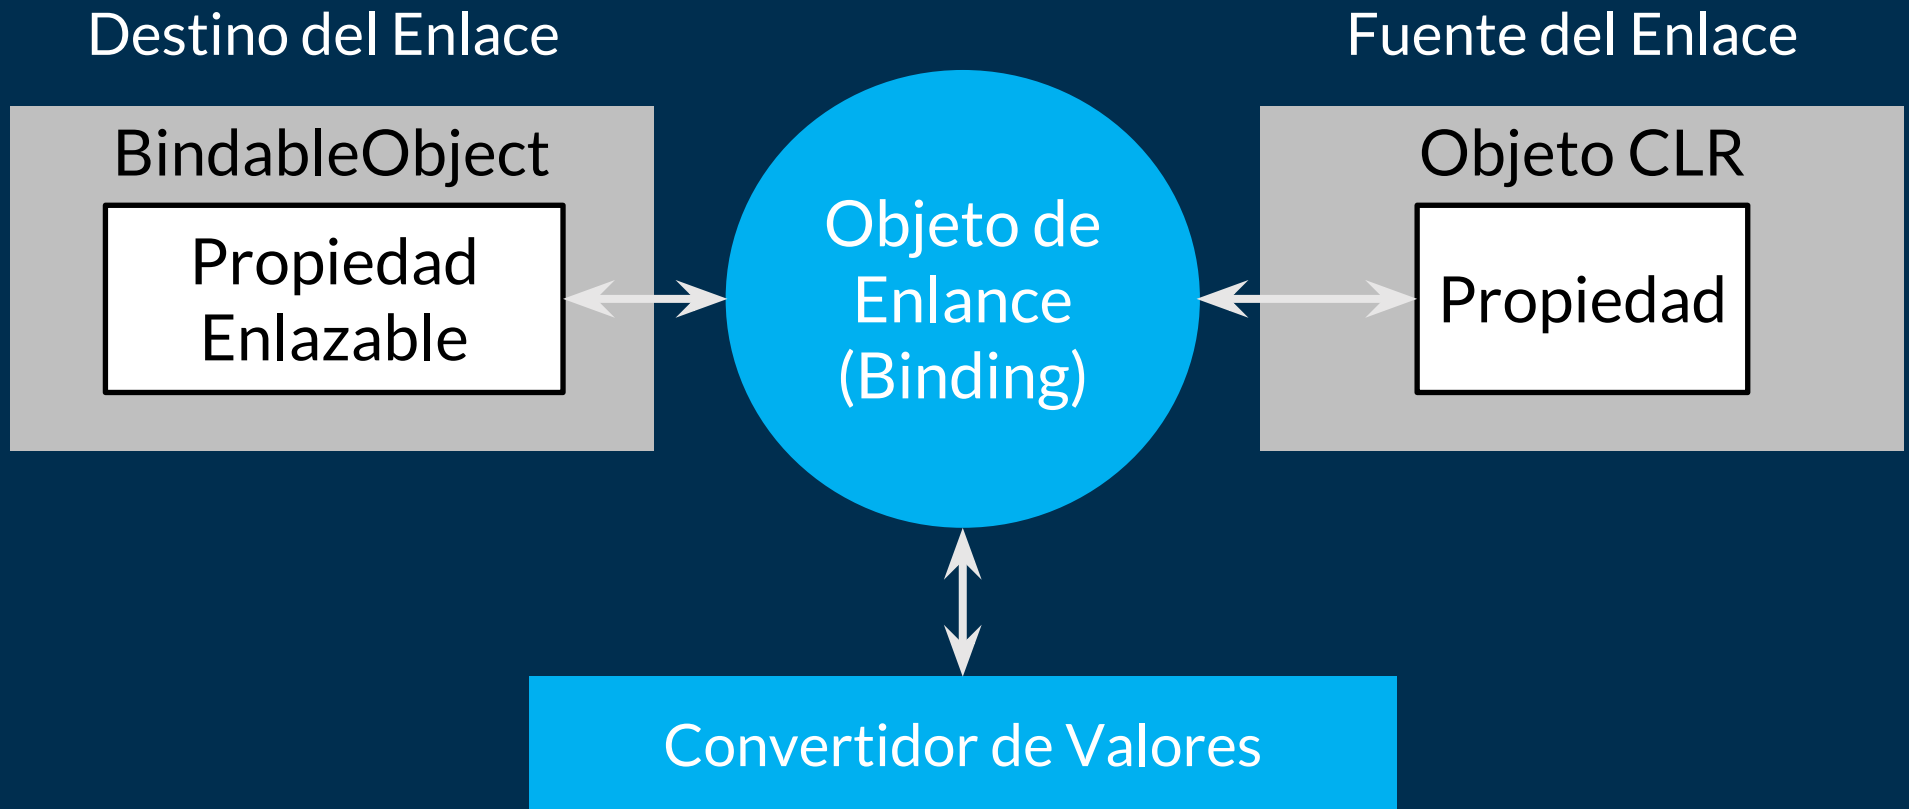 Destino del Enlace
Fuente del Enlace
BindableObject
Propiedad
Enlazable
Objeto de
Enlance
(Binding)
Objeto CLR
Propiedad
Convertidor de Valores